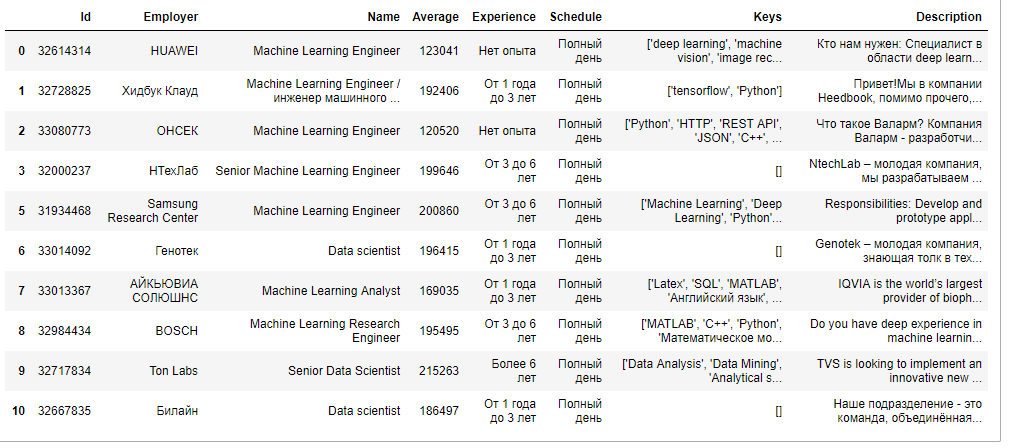 Id Employer Name Average Experience Schedule Keys Description
0 32614314 HUAWEI Machine Learning Engineer 123041 Нет опыта Полный день ['deep learning', 'machine vision', 'image rec... Кто нам нужен: Специалист в области deep learn...
1 32728825 Хидбук Клауд Machine Learning Engineer / инженер машинного ... 192406 От 1 года до 3 лет Полный день ['tensorflow', 'Python'] Привет!Мы в компании Heedbook, помимо прочего,...
2 33080773 ОНСЕК Machine Learning Engineer 120520 Нет опыта Полный день ['Python', 'HTTP', 'REST API', 'JSON', 'C++', ... Что такое Валарм? Компания Валарм - разработчи...
3 32000237 НТехЛаб Senior Machine Learning Engineer 199646 От 3 до 6 лет Полный день [] NtechLab – молодая компания, мы разрабатываем ...
5 31934468 Samsung Research Center Machine Learning Engineer 200860 От 3 до 6 лет Полный день ['Machine Learning', 'Deep Learning', 'Python'... Responsibilities: Develop and prototype appl...
6 33014092 Генотек Data scientist 196415 От 1 года до 3 лет Полный день [] Genotek – молодая компания, знающая толк в тех...
7 33013367 АЙКЬЮВИА СОЛЮШНС Machine Learning Analyst 169035 От 1 года до 3 лет Полный день ['Latex', 'SQL', 'MATLAB', 'Английский язык', ... IQVIA is the world’s largest provider of bioph...
8 32984434 BOSCH Machine Learning Research Engineer 195495 От 3 до 6 лет Полный день ['MATLAB', 'C++', 'Python', 'Математическое мо... Do you have deep experience in machine learnin...
9 32717834 Ton Labs Senior Data Scientist 215263 Более 6 лет Полный день ['Data Analysis', 'Data Mining', 'Analytical s... TVS is looking to implement an innovative new ...
10 32667835 Билайн Data scientist 186497 От 1 года до 3 лет Полный день [] Наше подразделение - это команда, объединённая...